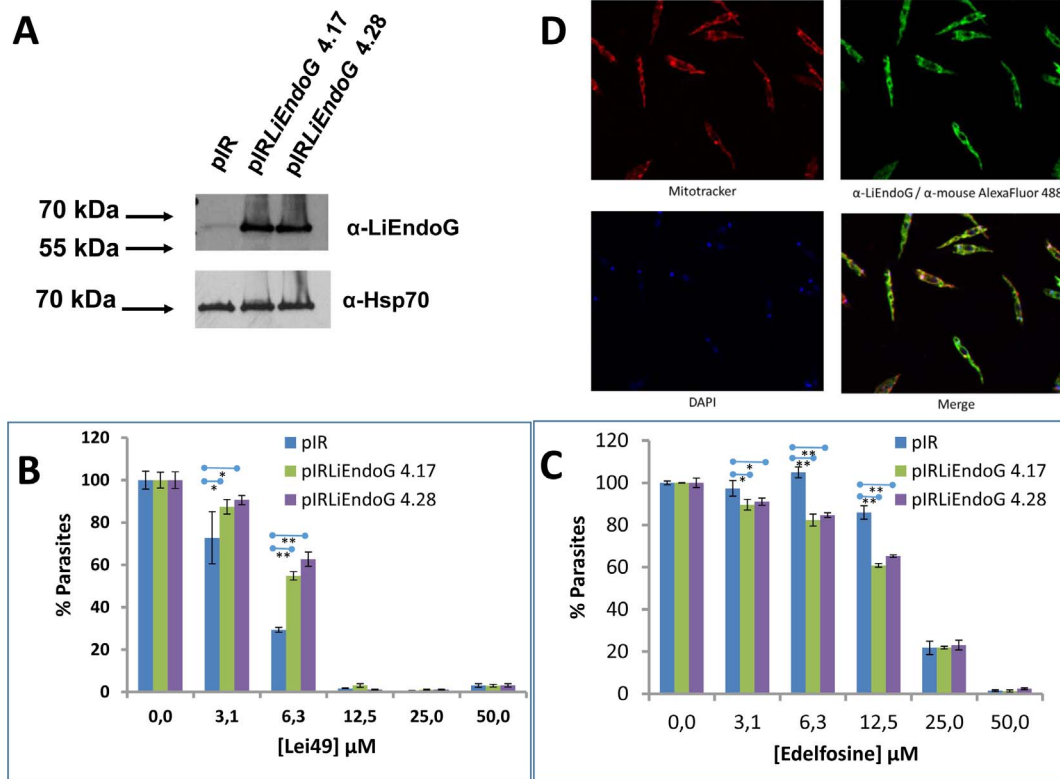 A
pIR
pIRLiEndoG 4.17
pIRLiEndoG 4.28
70 kDa
55 kDa
α-LiEndoG
70 kDa
α-Hsp70
D
Mitotracker
α-LiEndoG / α-mouse AlexaFluor 488
DAPI
Merge
B
% Parasites
120
100
80
60
40
20
0
pIR
pIRLiEndoG 4.17
pIRLiEndoG 4.28
*
*
**
**
0,0 3,1 6,3 12,5 25,0 50,0
[Lei49] μM
C
% Parasites
120
100
80
60
40
20
0
pIR
pIRLiEndoG 4.17
pIRLiEndoG 4.28
*
*
**
**
**
**
0,0 3,1 6,3 12,5 25,0 50,0
[Edelfosine] μM